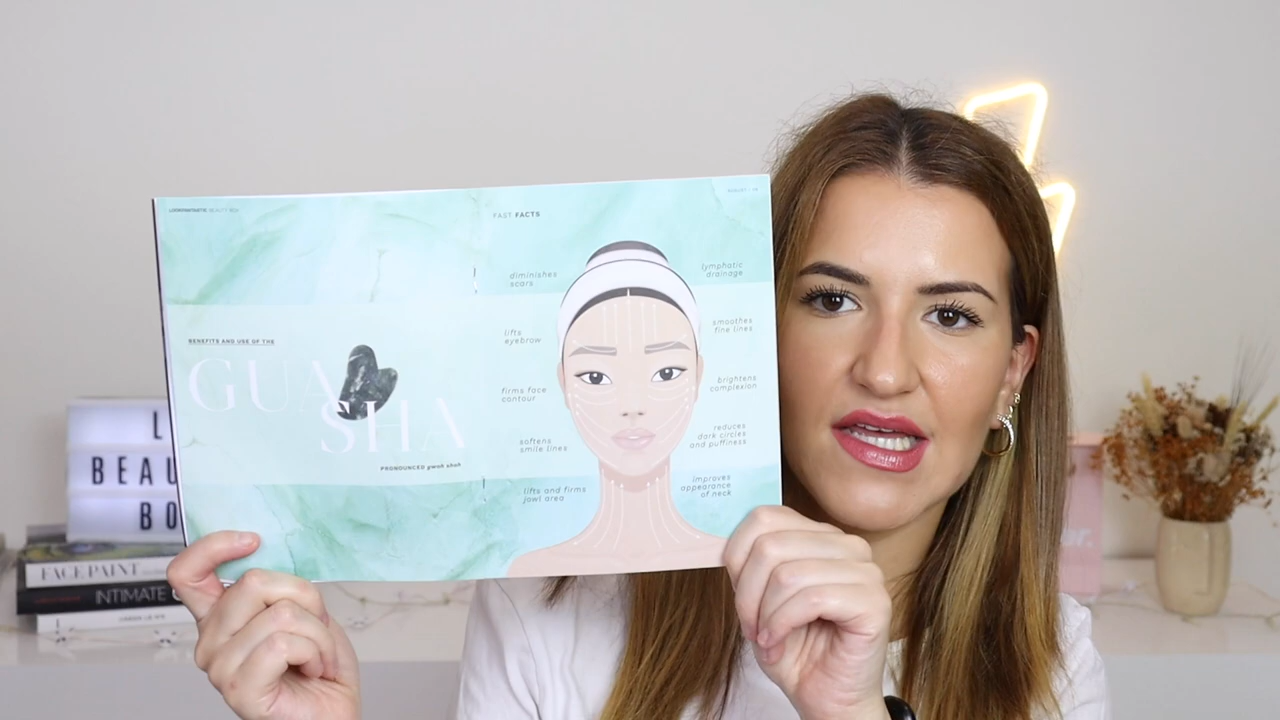 LOOKFANTASTIC BEAUTY BOX
BENEFITS AND USE OF THE
GUA
SHA
PRONOUNCED gwah shah
FAST FACTS
diminishes
scars
lifts
eyebrow
firms face
contour
softens
smile lines
lifts and firms
jowl area
lymphatic
drainage
smoothes
fine lines
brightens
complexion
reduces
dark circles
and puffiness
improves
appearance
of neck
L
BEAU
BO
FACE PAINT
INTIMATE